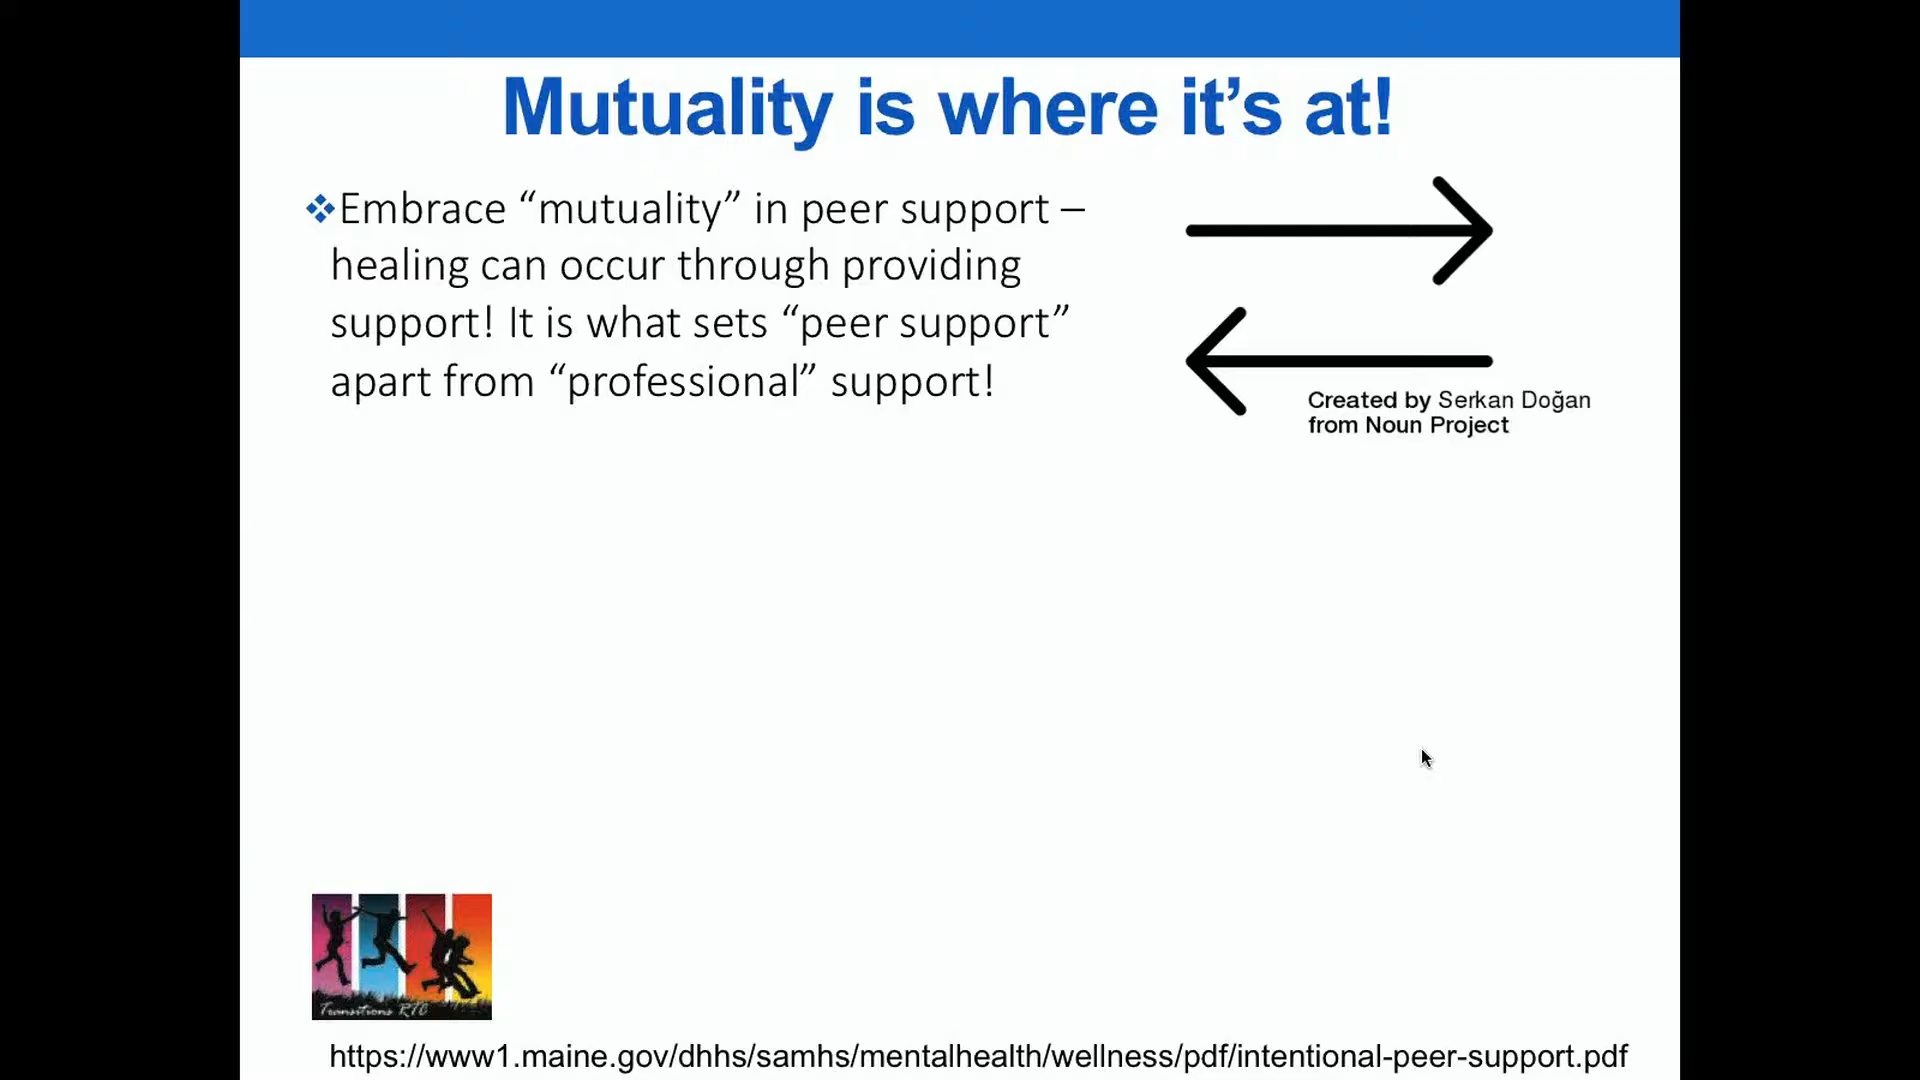 Mutuality is where it’s at!
Embrace “mutuality” in peer support –
healing can occur through providing
support! It is what sets “peer support”
apart from “professional” support!
Created by Serkan Doğan
from Noun Project
Transitions RTC
https://www1.maine.gov/dhhs/samhs/mentalhealth/wellness/pdf/intentional-peer-support.pdf